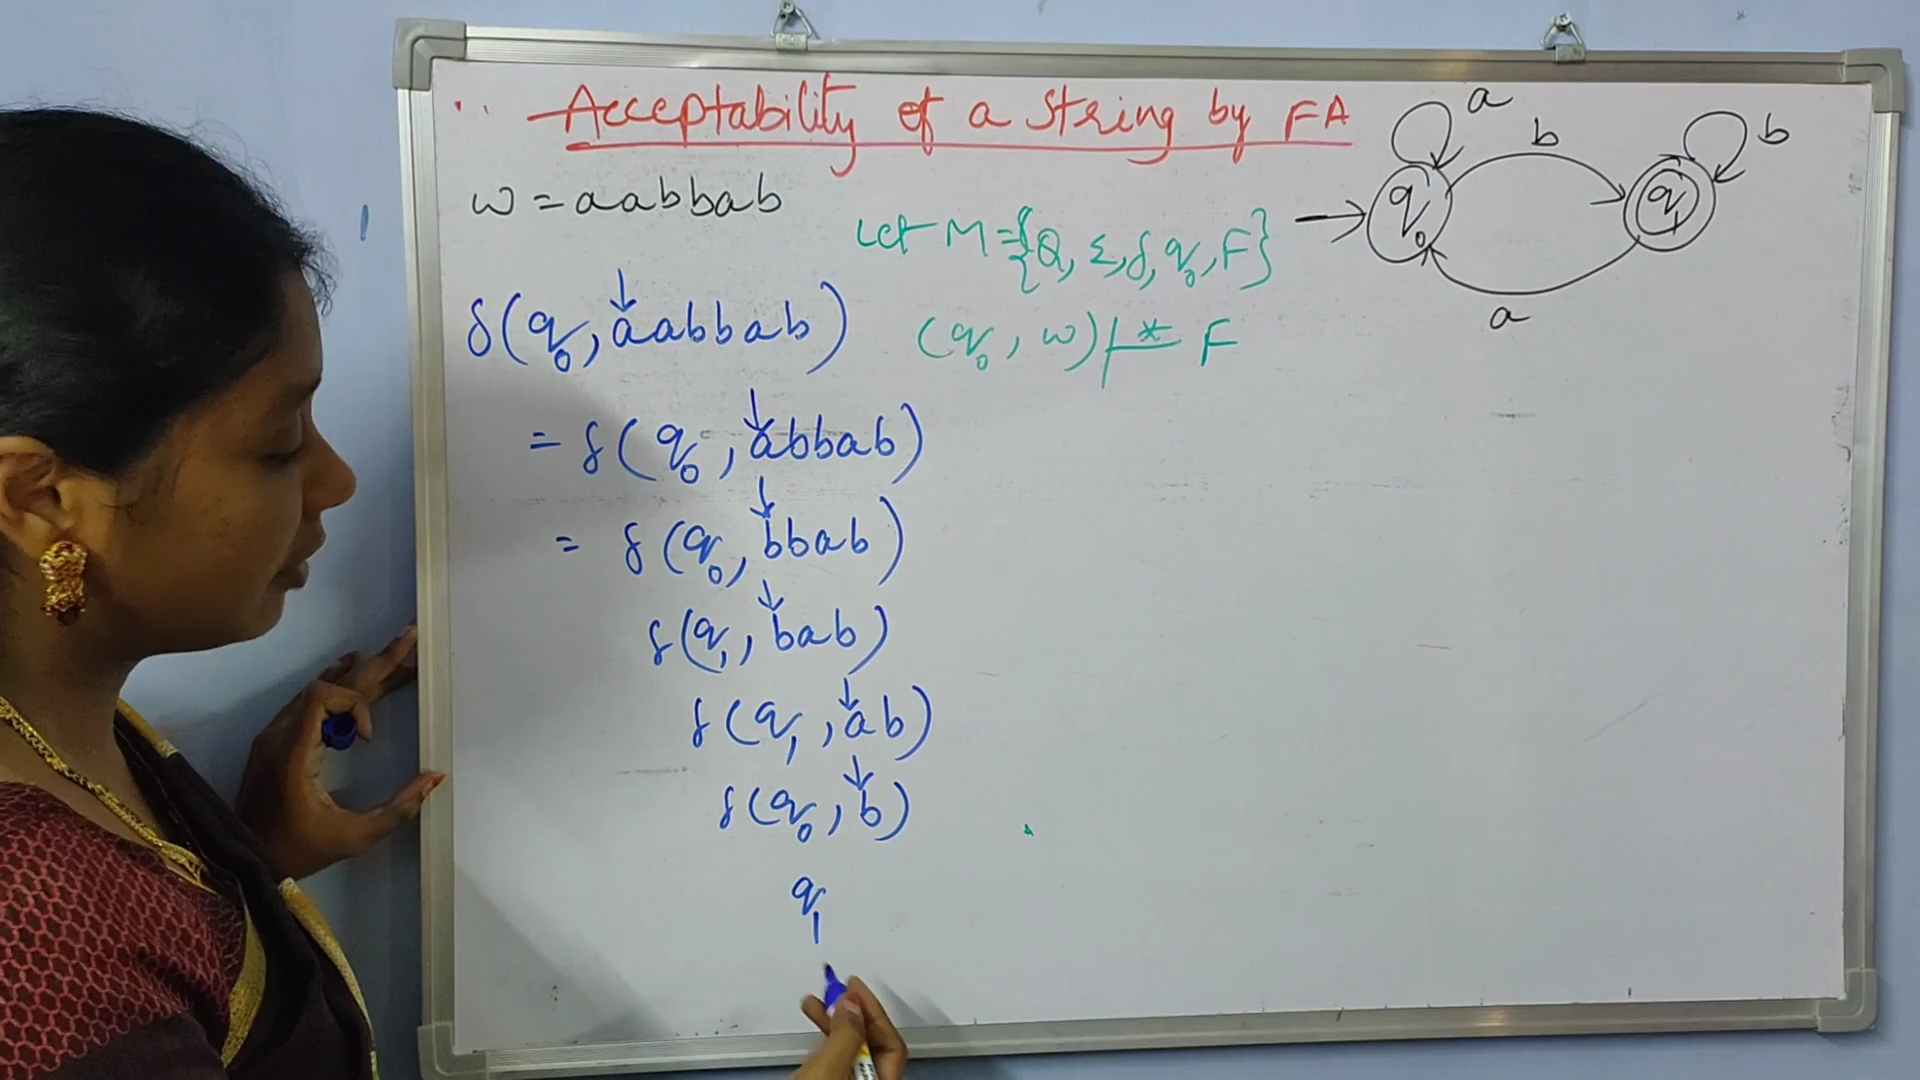 Acceptability of a string by FA
w = aabbab
Let M = {Q, Σ, δ, q0, F}
(q0, w) |-* F
δ(q0, aabbab)
= δ(q0, abbab)
= δ(q0, bbab)
δ(q1, bab)
δ(q1, ab)
δ(q0, b)
q1
a
b
b
q0
q1
a